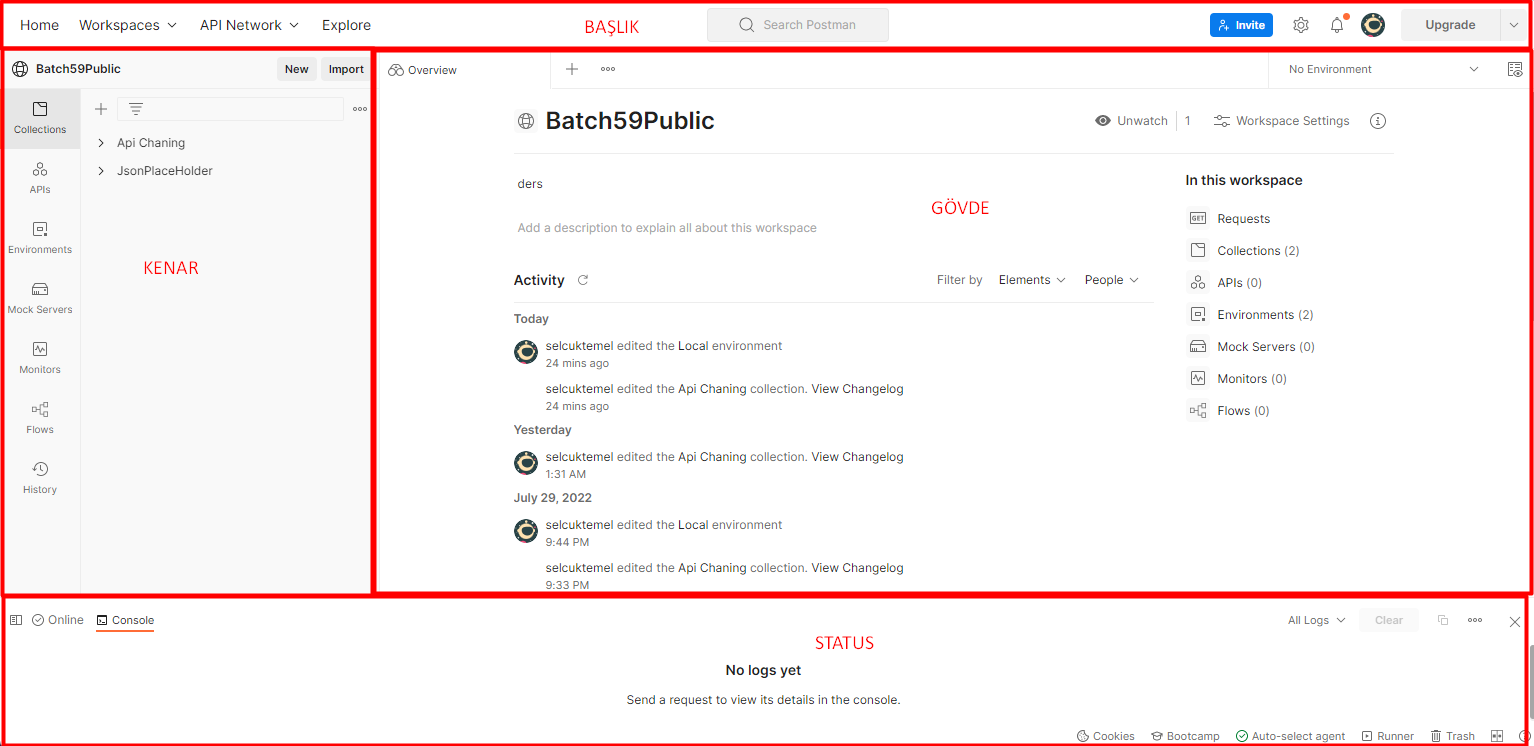 Home Workspaces API Network Explore BAŞLIK Search Postman Invite Upgrade
Batch59Public New Import
Overview No Environment
Collections
APIs
Environments
Mock Servers
Monitors
Flows
History
Api Chaning
JsonPlaceHolder
KENAR
Batch59Public Unwatch 1 Workspace Settings
ders
Add a description to explain all about this workspace
GÖVDE
Activity Filter by Elements People
Today
selcuktemel edited the Local environment
24 mins ago
selcuktemel edited the Api Chaning collection. View Changelog
24 mins ago
Yesterday
selcuktemel edited the Api Chaning collection. View Changelog
1:31 AM
July 29, 2022
selcuktemel edited the Local environment
9:44 PM
selcuktemel edited the Api Chaning collection. View Changelog
9:33 PM
In this workspace
GET Requests
Collections (2)
APIs (0)
Environments (2)
Mock Servers (0)
Monitors (0)
Flows (0)
Online Console All Logs Clear
STATUS
No logs yet
Send a request to view its details in the console.
Cookies Bootcamp Auto-select agent Runner Trash